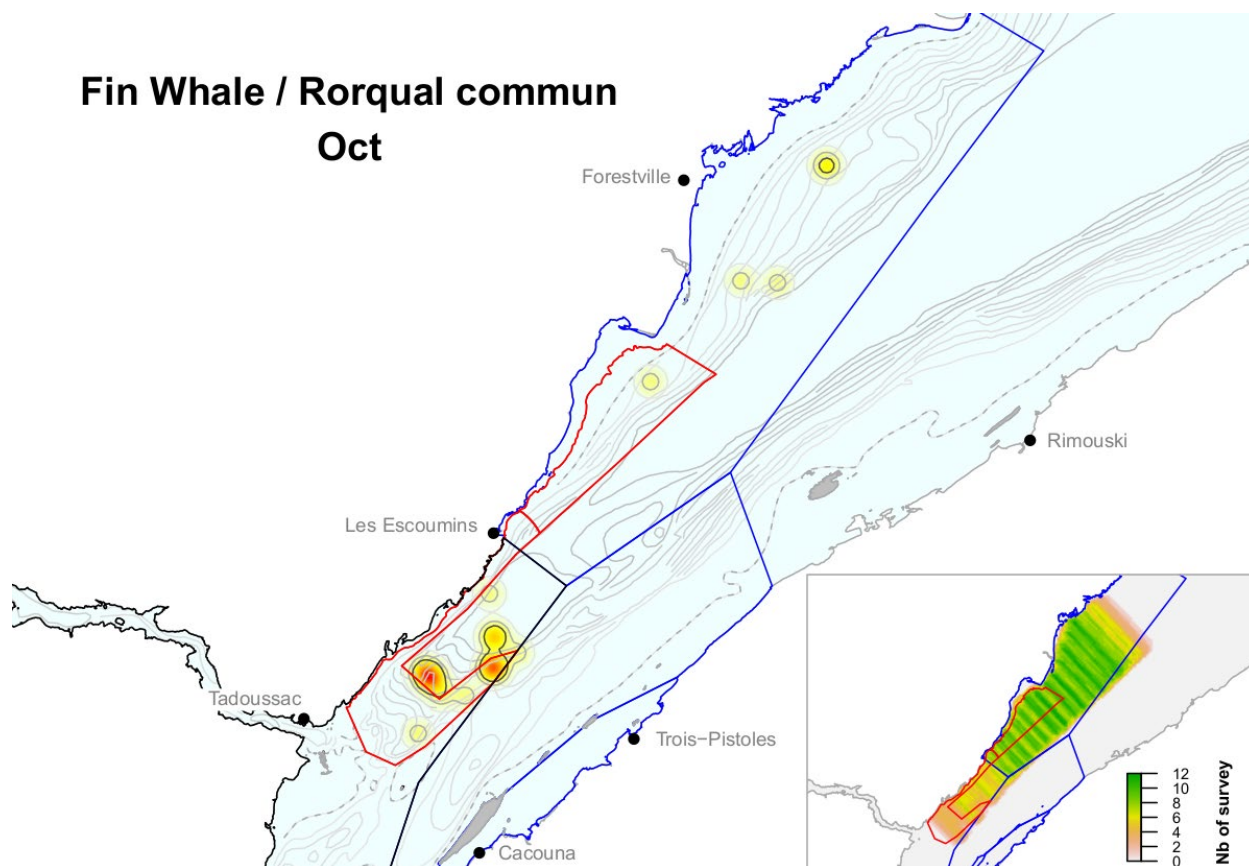 Fin Whale / Rorqual commun
Oct
Forestville
Rimouski
Les Escoumins
Tadoussac
Trois−Pistoles
Cacouna
12
10
8
6
4
2
0
Nb of survey